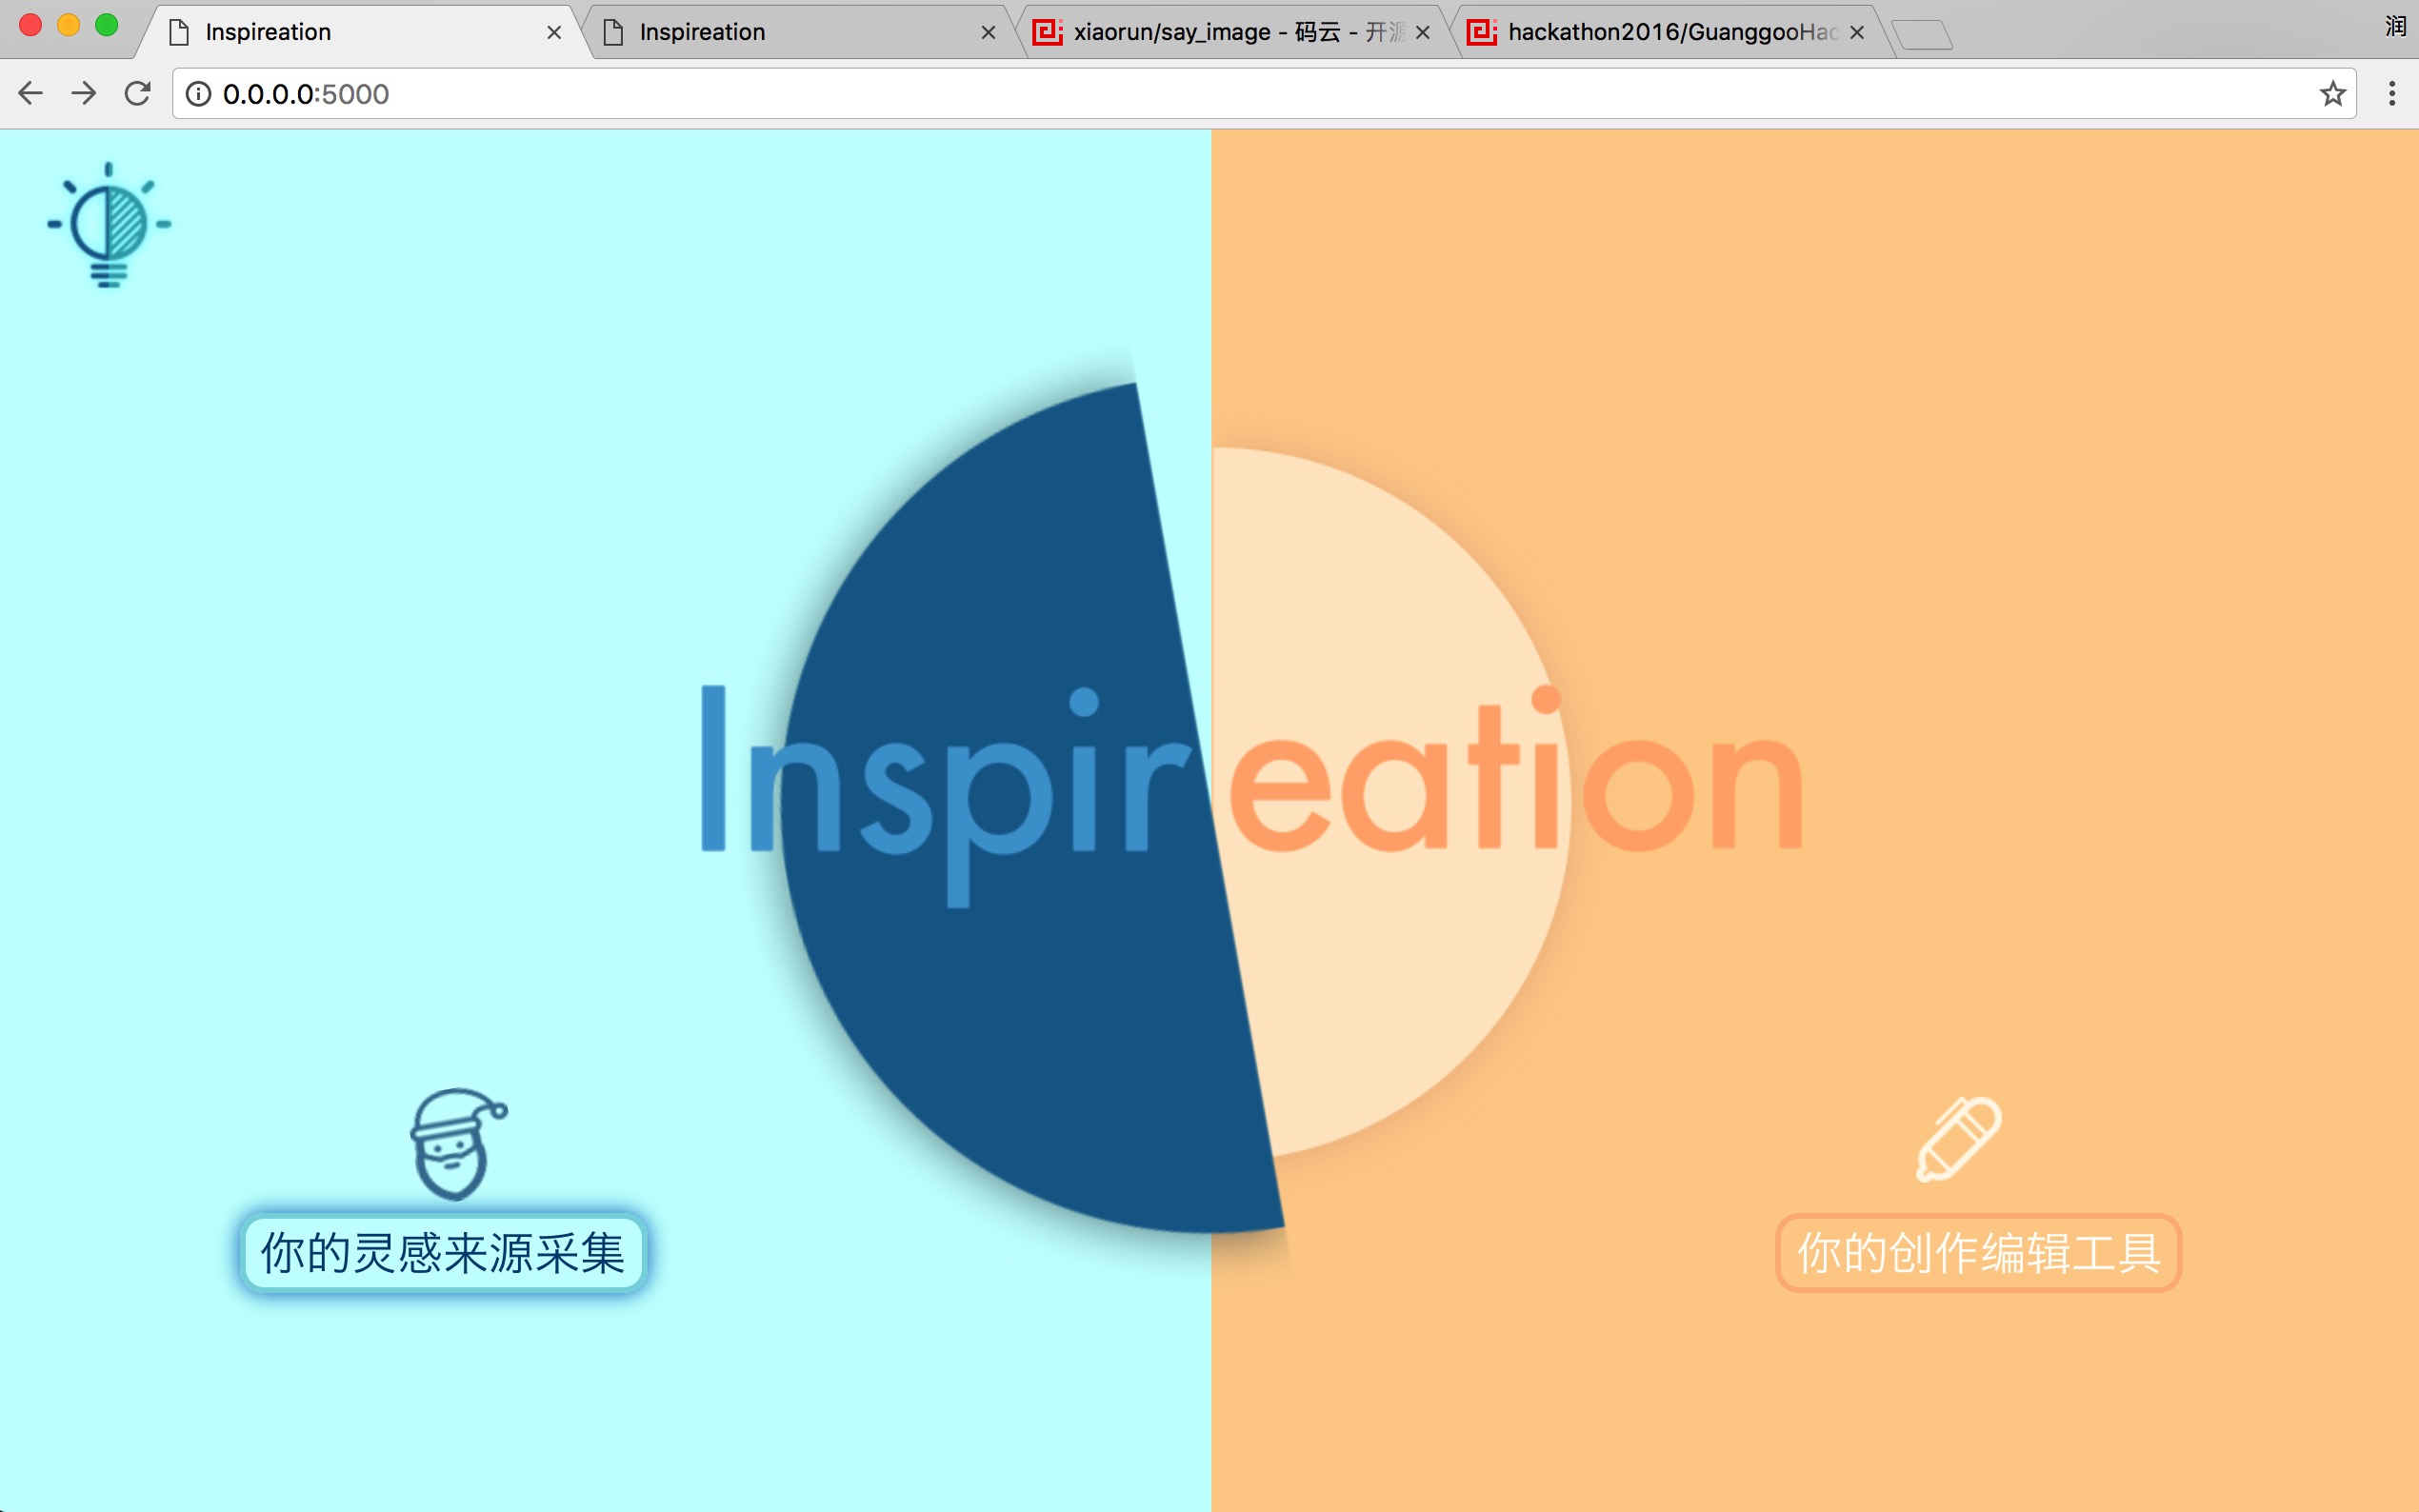 Inspireation
Inspireation
xiaorun/say_image - 码云 - 开源
hackathon2016/GuanggooHac
润
0.0.0.0:5000
Inspireation
你的灵感来源采集
你的创作编辑工具